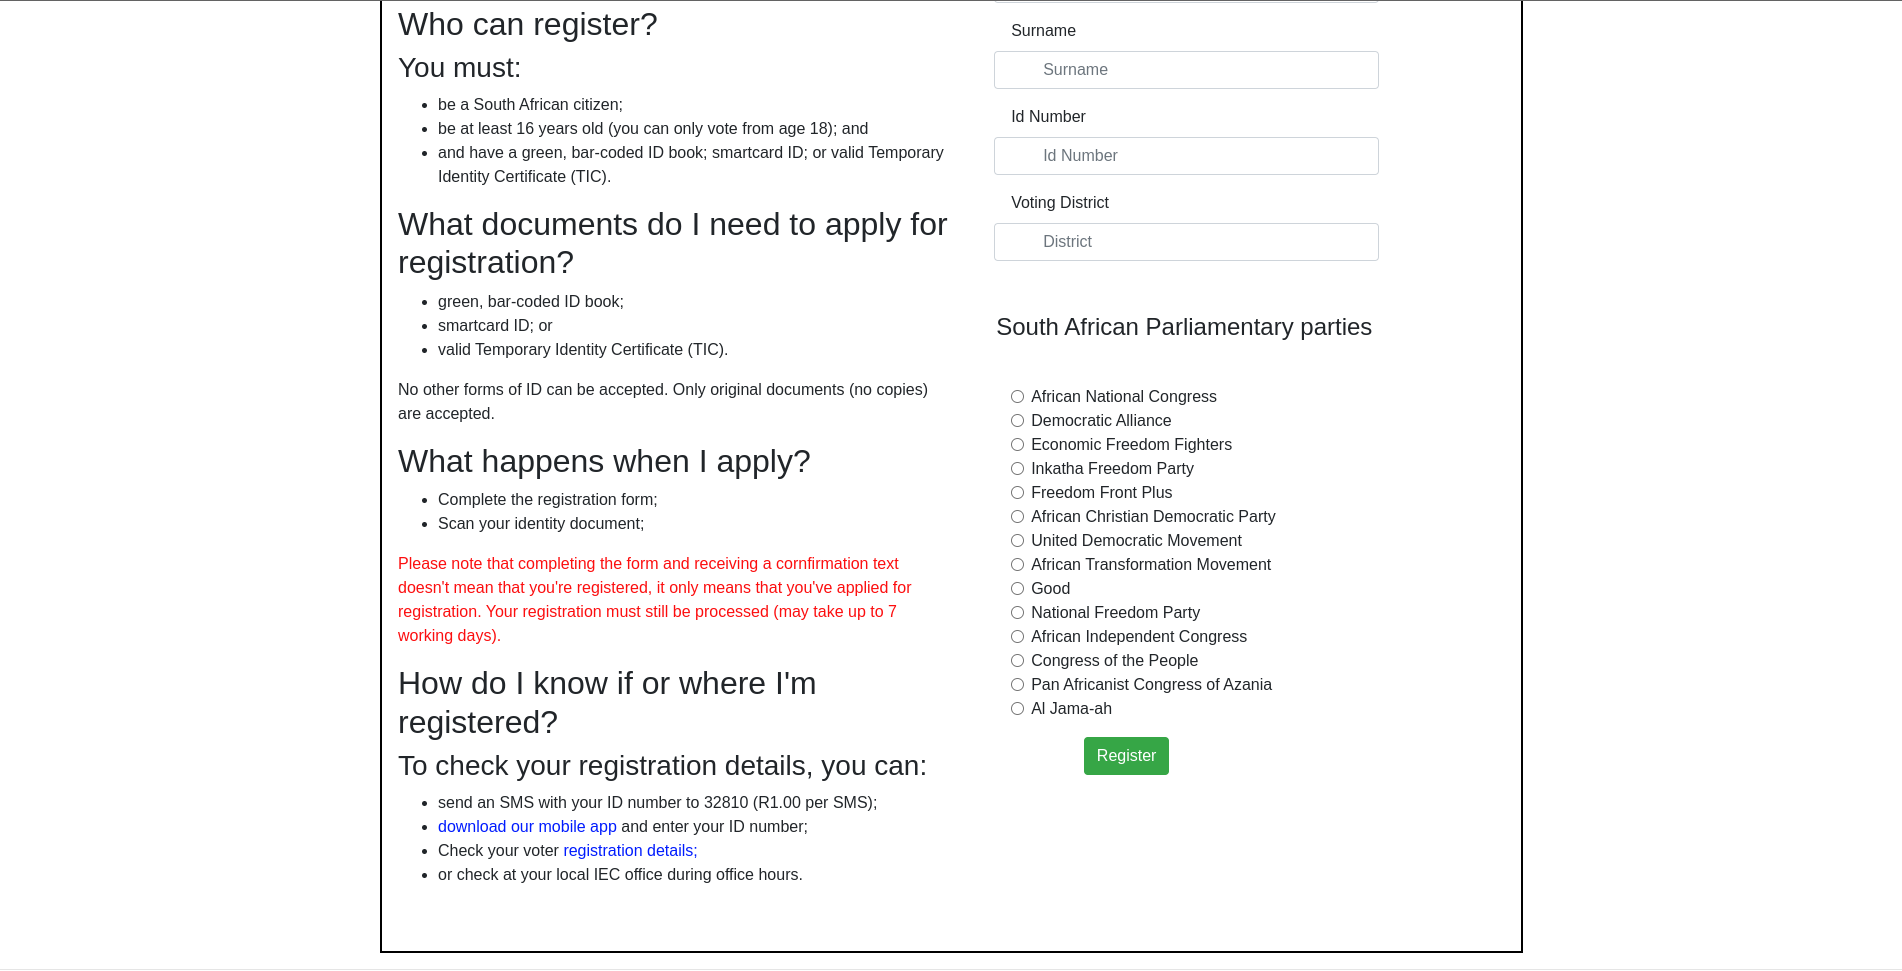 Who can register?
You must:
be a South African citizen;
be at least 16 years old (you can only vote from age 18); and
and have a green, bar-coded ID book; smartcard ID; or valid Temporary
Identity Certificate (TIC).
What documents do I need to apply for
registration?
green, bar-coded ID book;
smartcard ID; or
valid Temporary Identity Certificate (TIC).
No other forms of ID can be accepted. Only original documents (no copies)
are accepted.
What happens when I apply?
Complete the registration form;
Scan your identity document;
Please note that completing the form and receiving a cornfirmation text
doesn't mean that you're registered, it only means that you've applied for
registration. Your registration must still be processed (may take up to 7
working days).
How do I know if or where I'm
registered?
To check your registration details, you can:
send an SMS with your ID number to 32810 (R1.00 per SMS);
download our mobile app and enter your ID number;
Check your voter registration details;
or check at your local IEC office during office hours.
Surname
Surname
Id Number
Id Number
Voting District
District
South African Parliamentary parties
African National Congress
Democratic Alliance
Economic Freedom Fighters
Inkatha Freedom Party
Freedom Front Plus
African Christian Democratic Party
United Democratic Movement
African Transformation Movement
Good
National Freedom Party
African Independent Congress
Congress of the People
Pan Africanist Congress of Azania
Al Jama-ah
Register